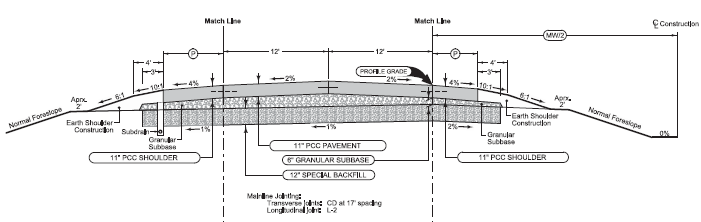 Match Line
Match Line
℄ Construction
MW/2
12'
12'
P
P
4'
3'
4'
3'
PROFILE GRADE
Aprx.
2'
6:1
10:1
4%
2%
2%
4%
10:1
6:1
Aprx.
2'
Normal Foreslope
Normal Foreslope
Earth Shoulder
Construction
Earth Shoulder
Construction
Subdrain
Granular
Subbase
Granular
Subbase
1%
1%
2%
0%
11" PCC PAVEMENT
11" PCC SHOULDER
6" GRANULAR SUBBASE
11" PCC SHOULDER
12" SPECIAL BACKFILL
Mainline Jointing:
Transverse joints: CD at 17' spacing
Longitudinal joint: L-2